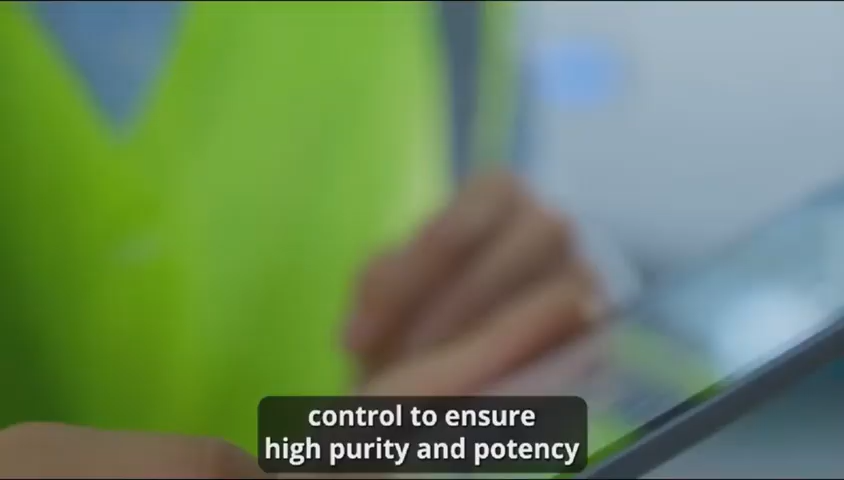 control to ensure
high purity and potency